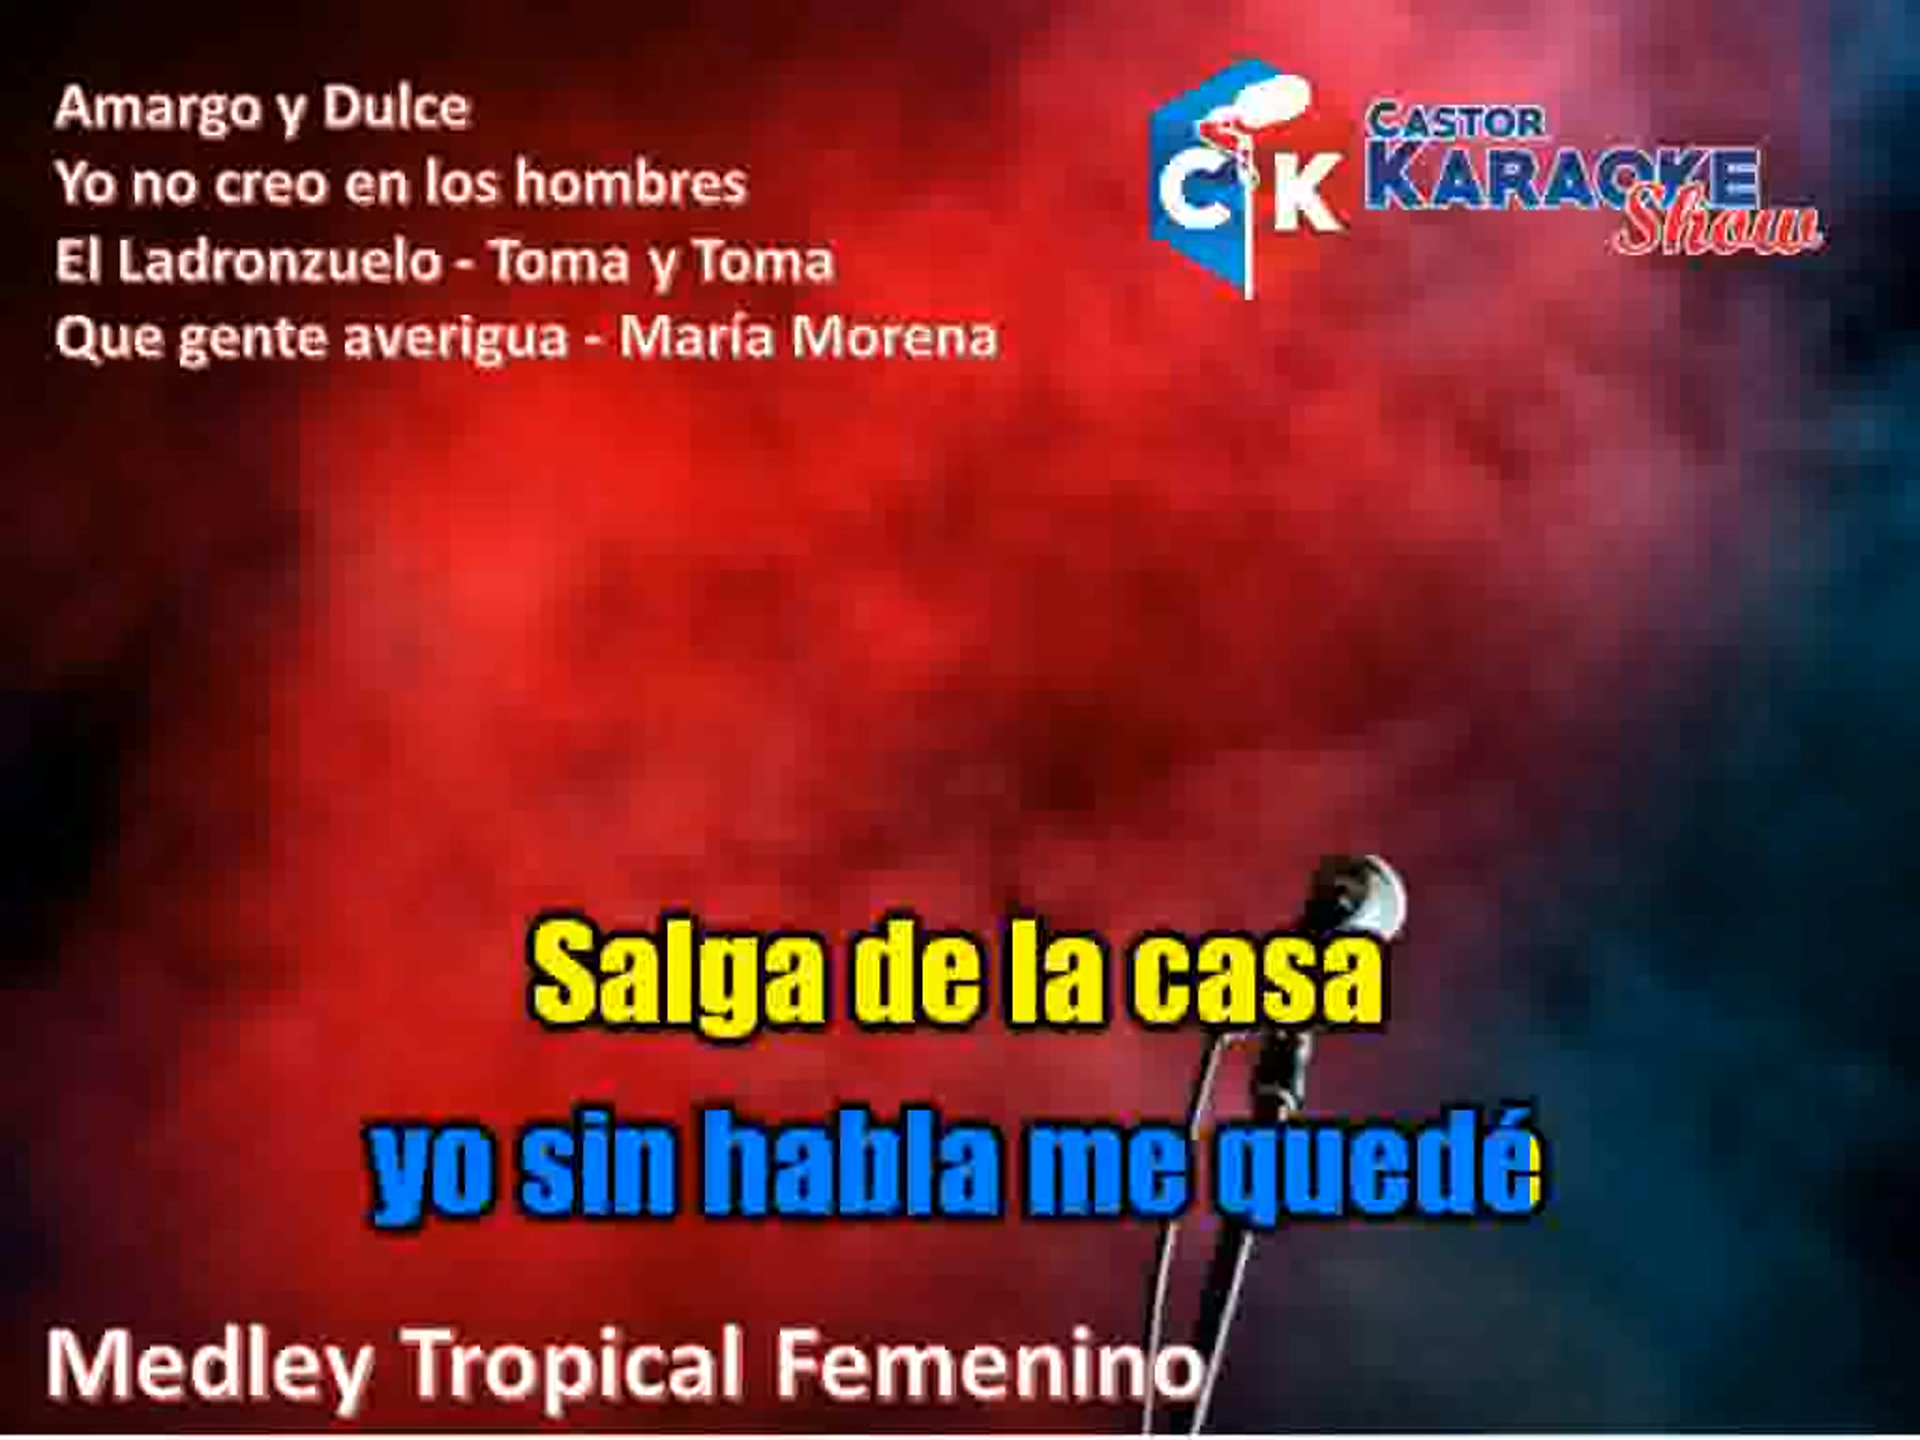 Amargo y Dulce
Yo no creo en los hombres
El Ladronzuelo - Toma y Toma
Que gente averigua - María Morena
CK
CASTOR
KARAOKE
Show
Salga de la casa
yo sin habla me quedé
Medley Tropical Femenino